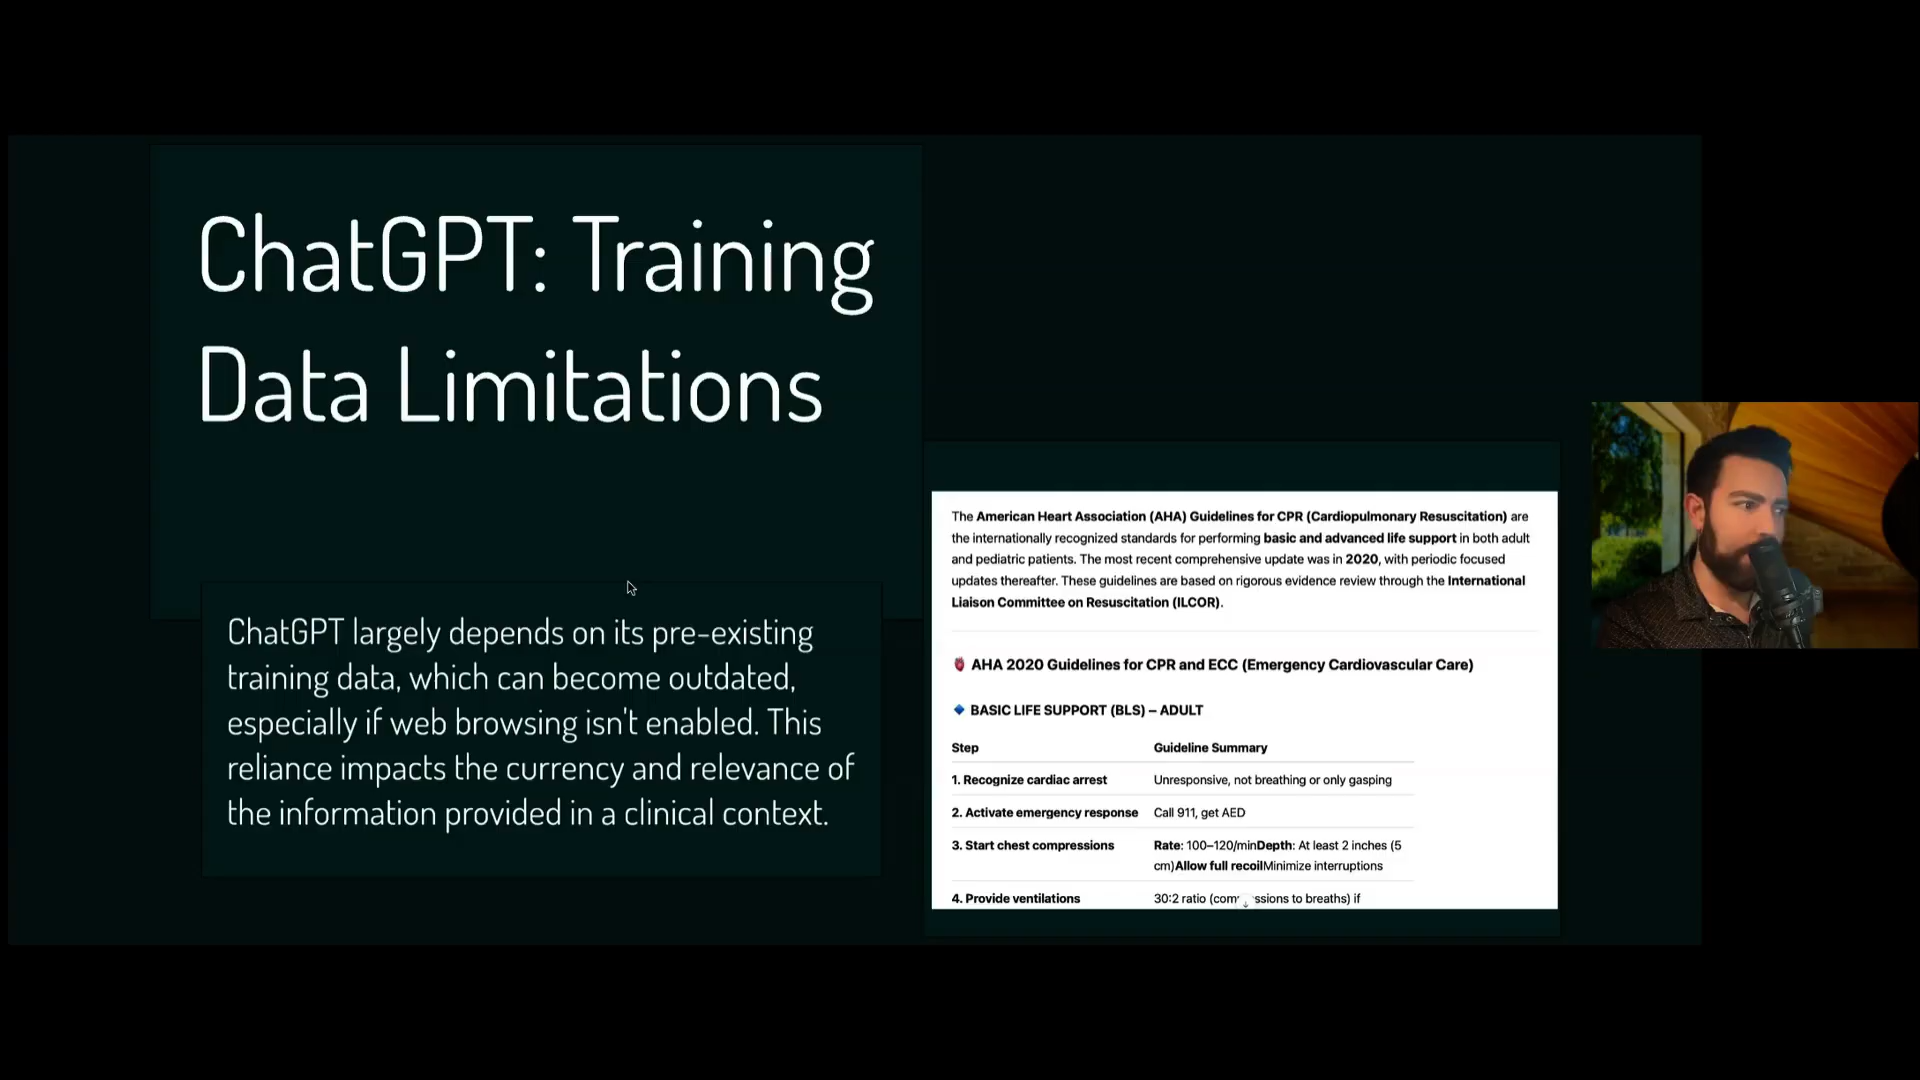 ChatGPT: Training
Data Limitations
ChatGPT largely depends on its pre-existing
training data, which can become outdated,
especially if web browsing isn't enabled. This
reliance impacts the currency and relevance of
the information provided in a clinical context.
The American Heart Association (AHA) Guidelines for CPR (Cardiopulmonary Resuscitation) are
the internationally recognized standards for performing basic and advanced life support in both adult
and pediatric patients. The most recent comprehensive update was in 2020, with periodic focused
updates thereafter. These guidelines are based on rigorous evidence review through the International
Liaison Committee on Resuscitation (ILCOR).
AHA 2020 Guidelines for CPR and ECC (Emergency Cardiovascular Care)
BASIC LIFE SUPPORT (BLS) – ADULT
Step Guideline Summary
1. Recognize cardiac arrest Unresponsive, not breathing or only gasping
2. Activate emergency response Call 911, get AED
3. Start chest compressions Rate: 100–120/minDepth: At least 2 inches (5
cm)Allow full recoilMinimize interruptions
4. Provide ventilations 30:2 ratio to breaths) if